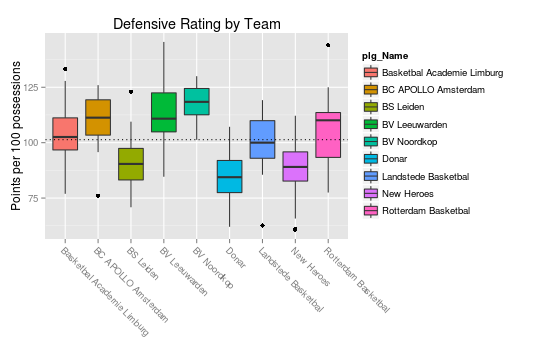 Defensive Rating by Team
Points per 100 possessions
125
100
75
Basketbal Academie Limburg
BC APOLLO Amsterdam
BS Leiden
BV Leeuwarden
BV Noordkop
Donar
Landstede Basketbal
New Heroes
Rotterdam Basketbal
plg_Name
Basketbal Academie Limburg
BC APOLLO Amsterdam
BS Leiden
BV Leeuwarden
BV Noordkop
Donar
Landstede Basketbal
New Heroes
Rotterdam Basketbal